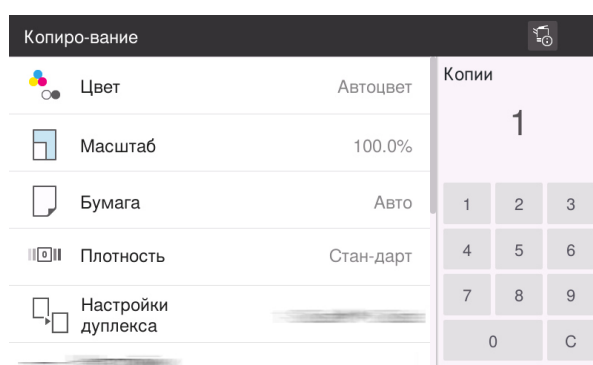 Копиро-вание
Цвет Автоцвет
Масштаб 100.0%
Бумага Авто
0
Плотность Стан-дарт
Настройки
дуплекса
Копии
1
1 2 3
4 5 6
7 8 9
0 C